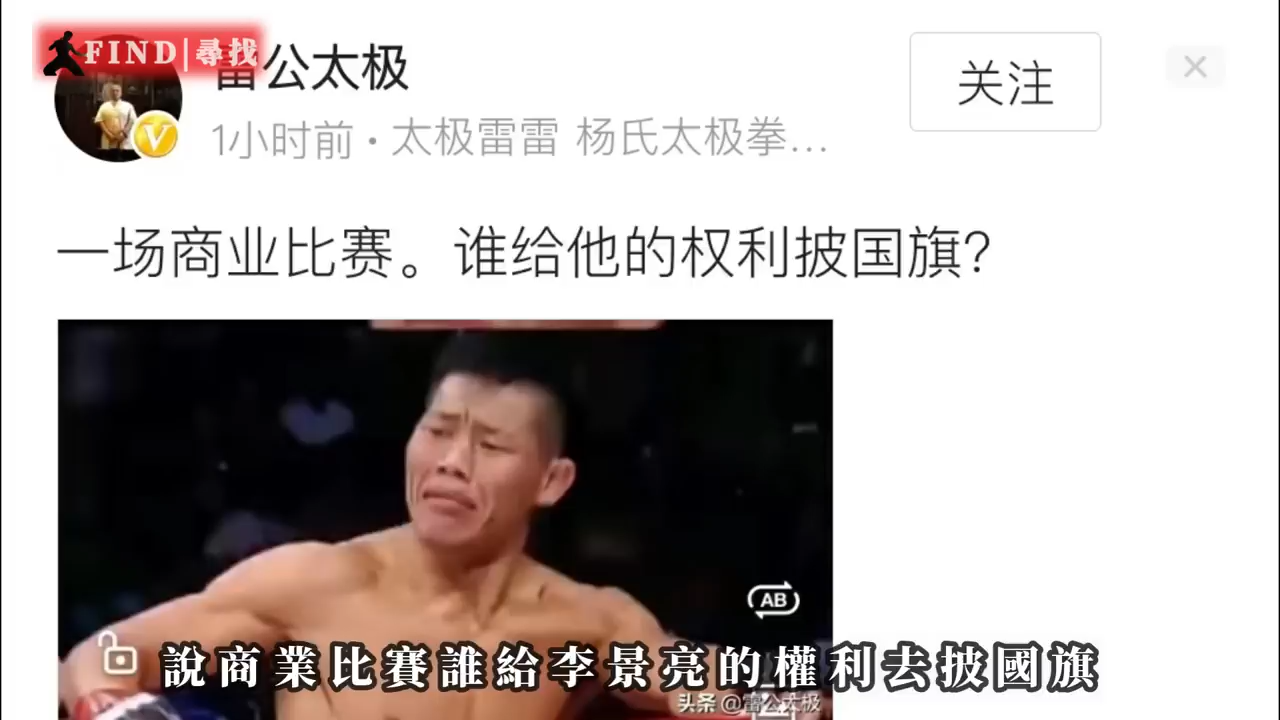 FIND|尋找
雷公太极
关注
1小时前·太极雷雷 杨氏太极拳...
一场商业比赛。谁给他的权利披国旗?
AB
說商業比賽誰給李景亮的權利去披國旗
头条 @雷公太极